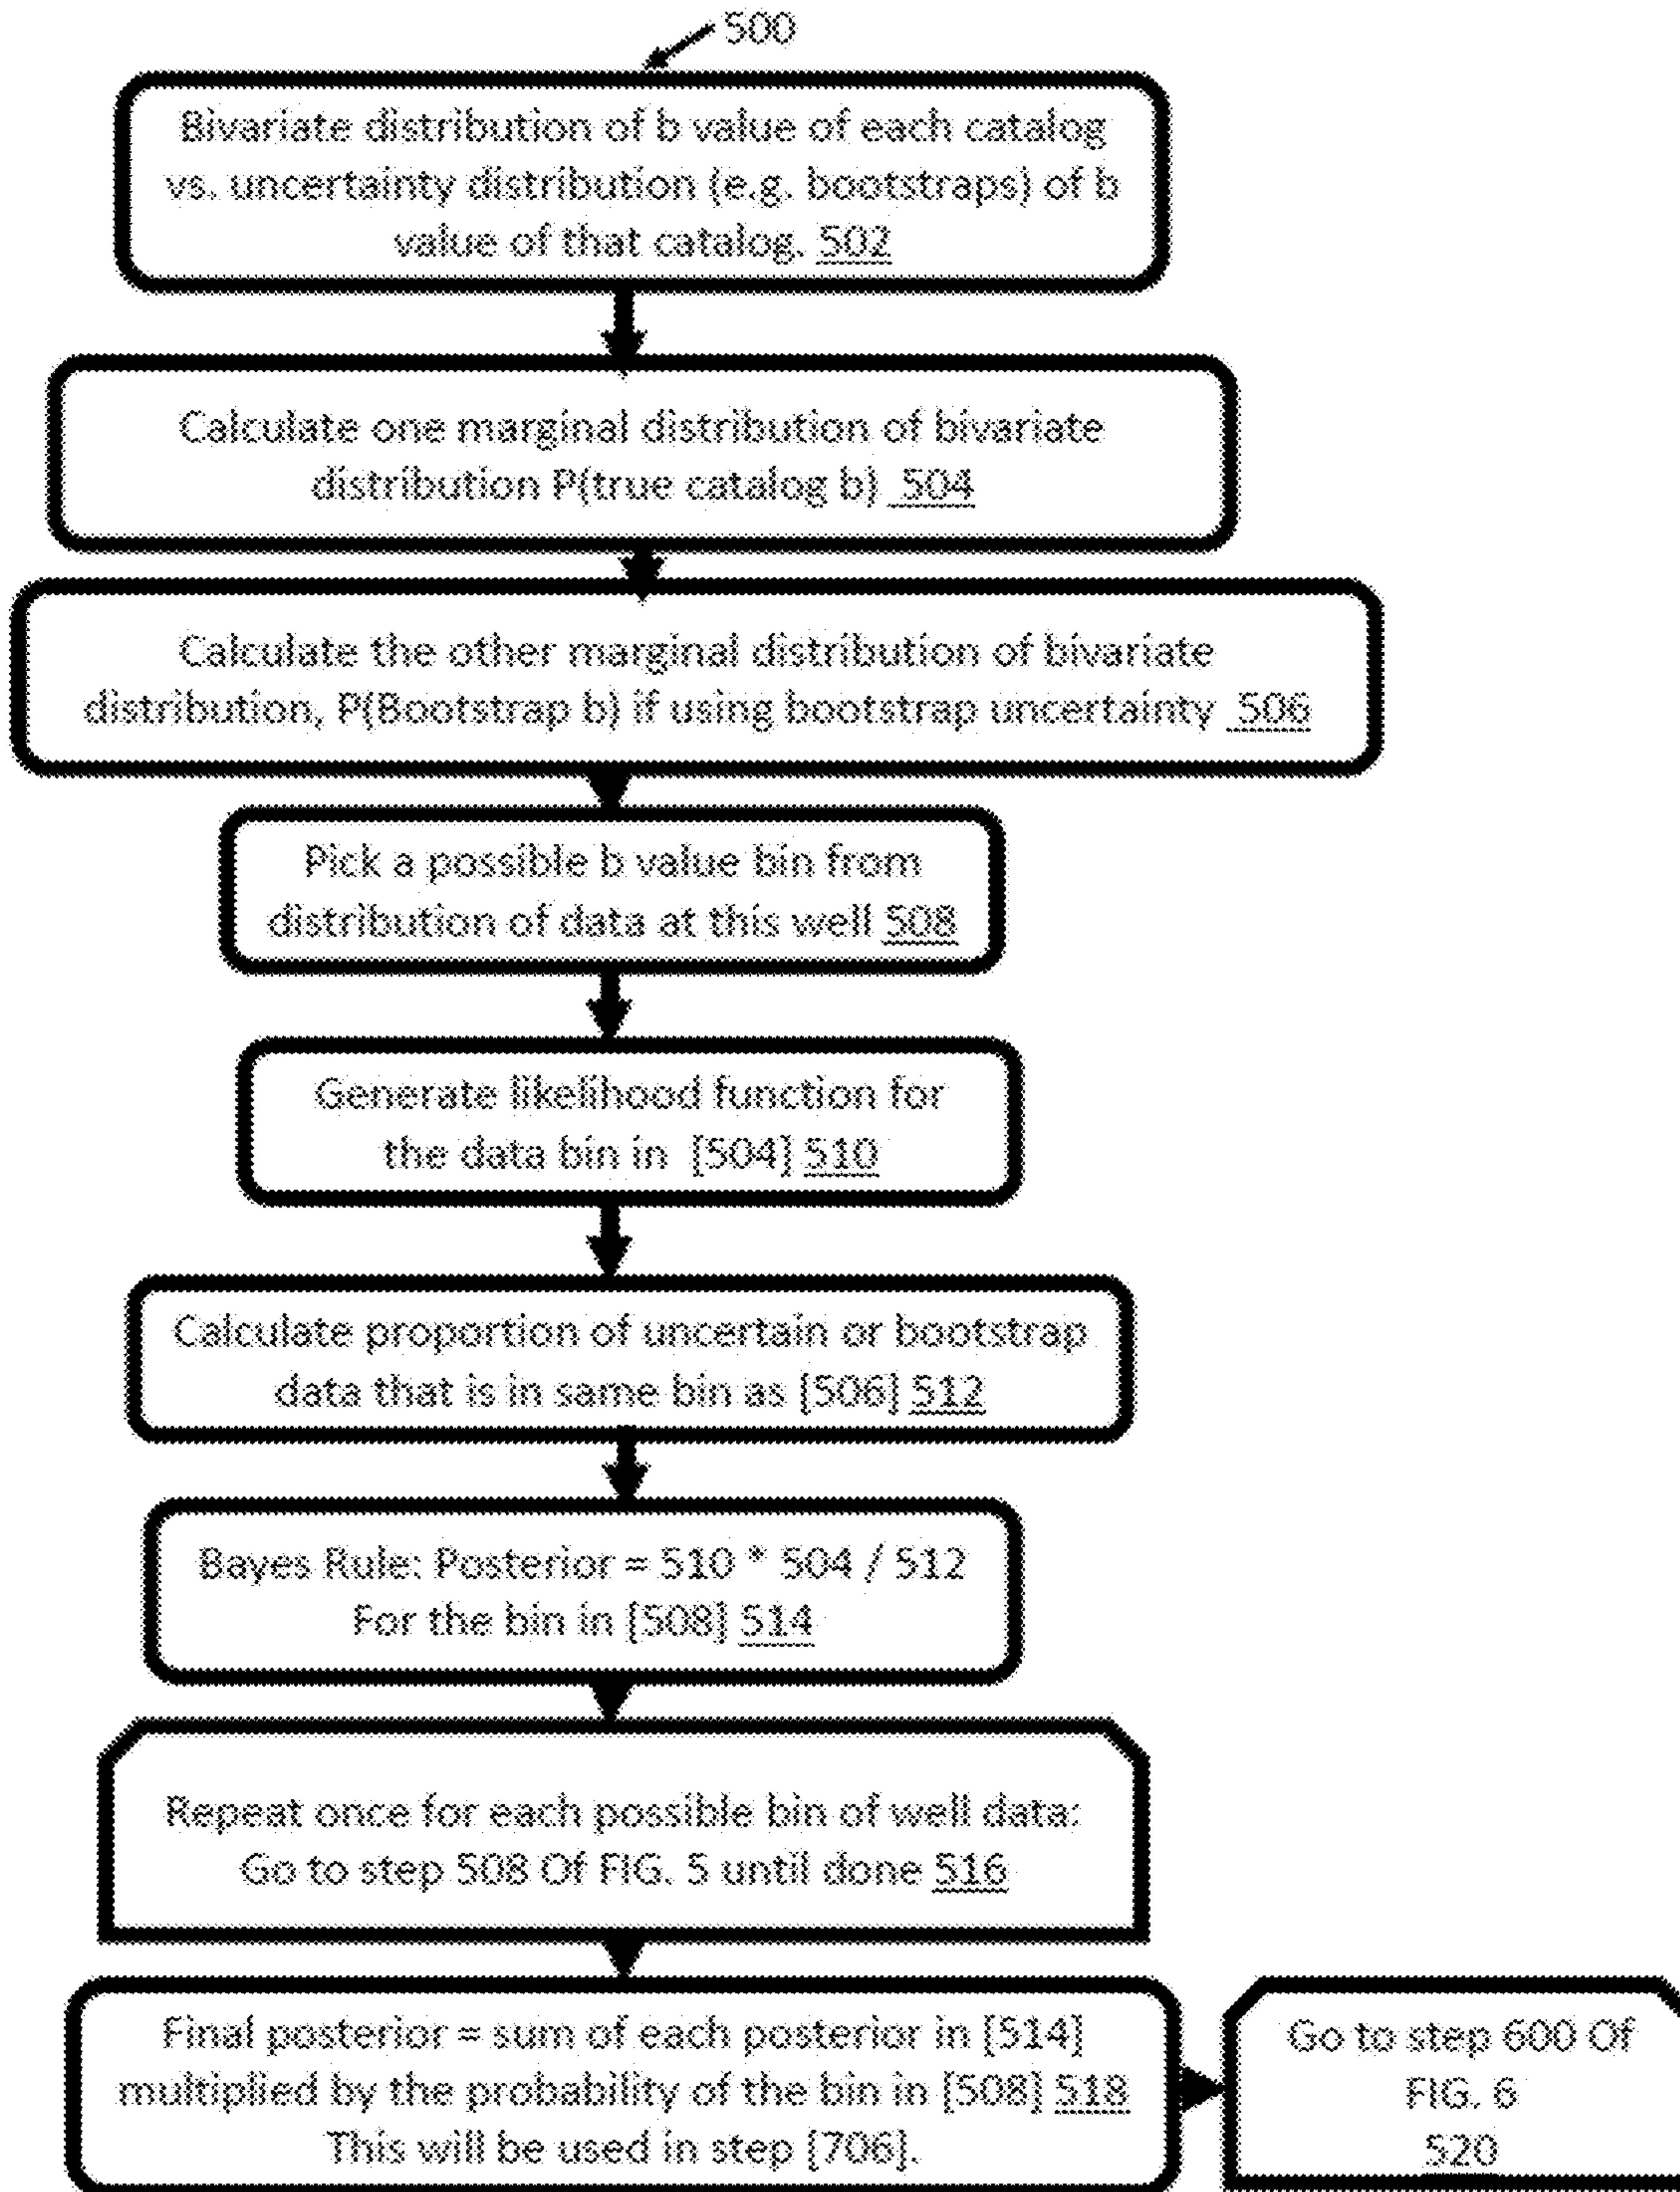 500
Bivariate distribution of b value of each catalog
vs. uncertainty distribution (e.g. bootstraps) of b
value of that catalog. 502
Calculate one marginal distribution of bivariate
distribution P(true catalog b) 504
Calculate the other marginal distribution of bivariate
distribution, P(Bootstrap b) if using bootstrap uncertainty 506
Pick a possible b value bin from
distribution of data at this well 508
Generate likelihood function for
the data bin in [504] 510
Calculate proportion of uncertain or bootstrap
data that is in same bin as [506] 512
Bayes Rule: Posterior = 510 * 504 / 512
For the bin in [508] 514
Repeat once for each possible bin of well data:
Go to step 508 Of FIG. 5 until done 516
Final posterior = sum of each posterior in [514]
multiplied by the probability of the bin in [508] 518
This will be used in step [706].
Go to step 600 Of
FIG. 6
520